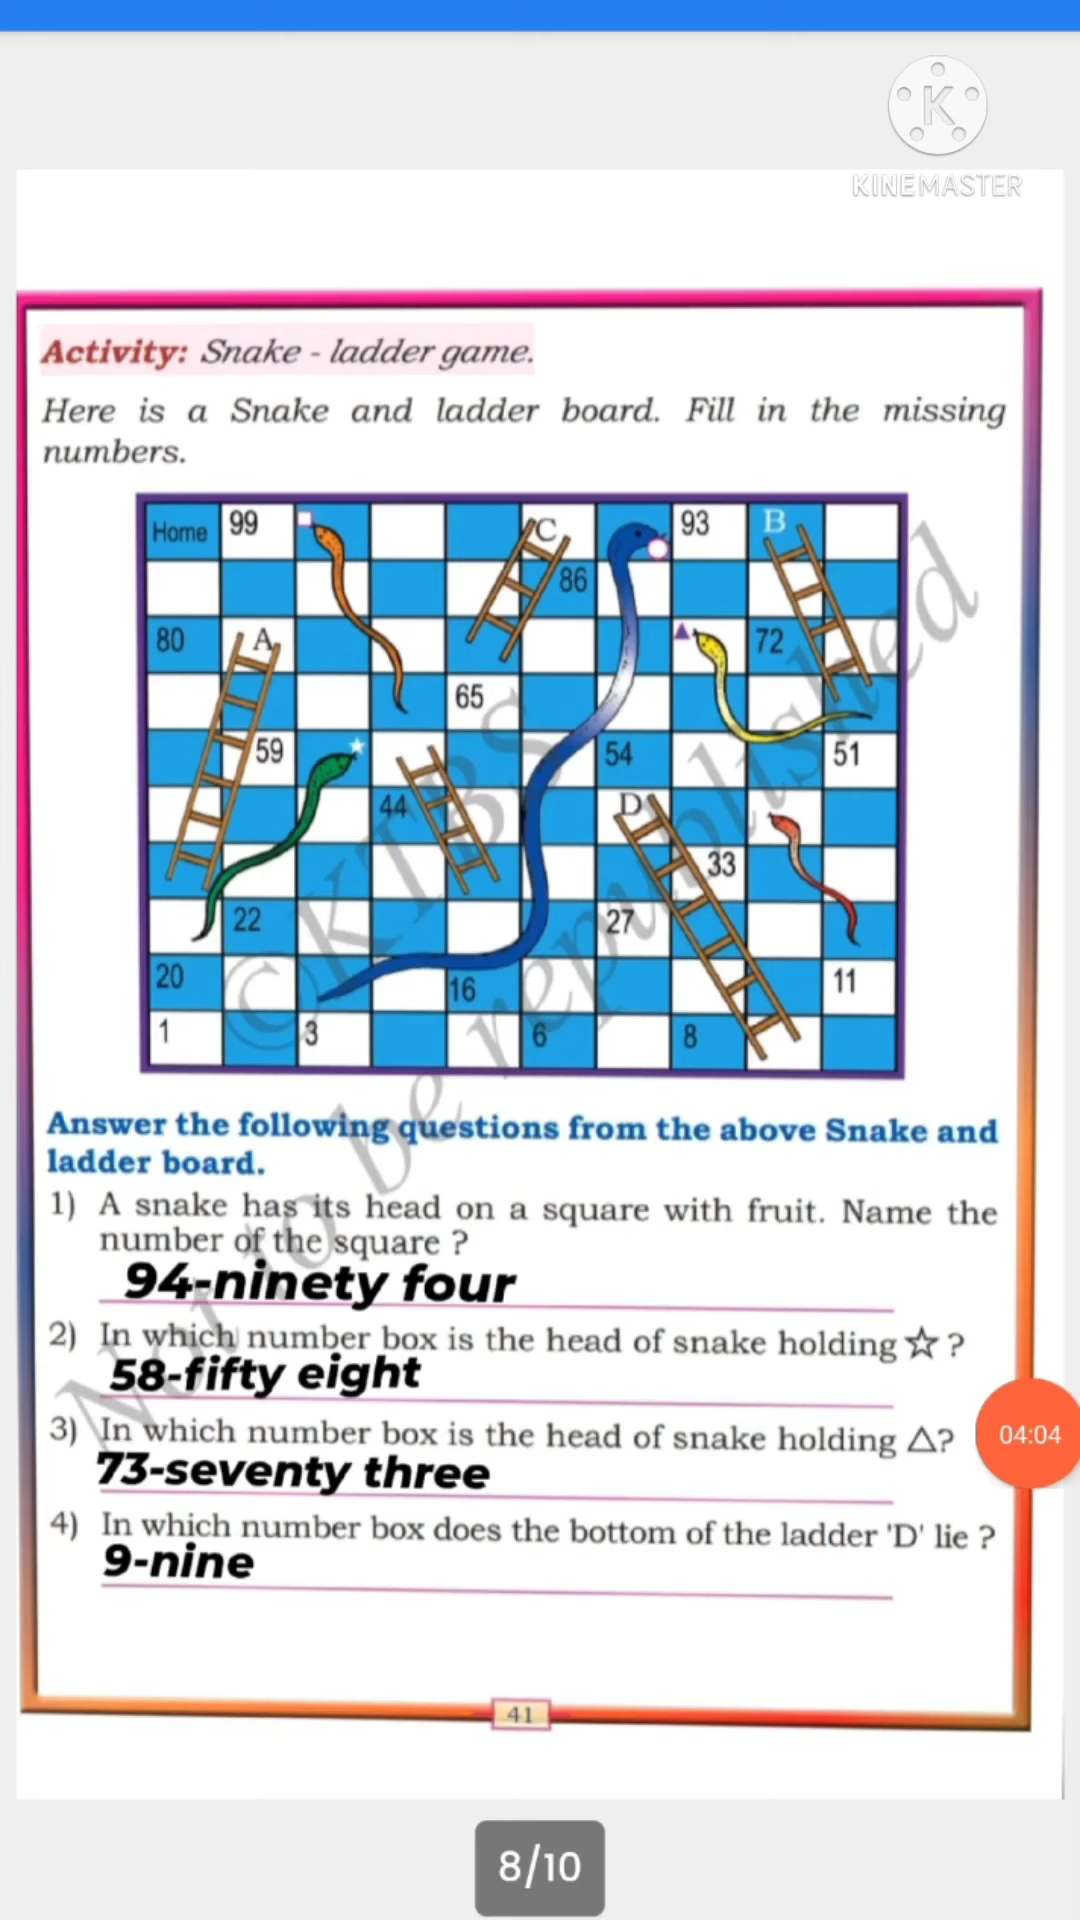 KINEMASTER
Activity: Snake - ladder game.
Here is a Snake and ladder board. Fill in the missing
numbers.
Home 99 C 93 B
86
80 A 72
65
59 54 51
44 D
33
22 27
20 16 11
1 3 6 8
©KTBS
Not to be republished
Answer the following questions from the above Snake and
ladder board.
1) A snake has its head on a square with fruit. Name the
number of the square ?
94-ninety four
2) In which number box is the head of snake holding ☆ ?
58-fifty eight
3) In which number box is the head of snake holding △?
73-seventy three
04:04
4) In which number box does the bottom of the ladder 'D' lie ?
9-nine
41
8/10